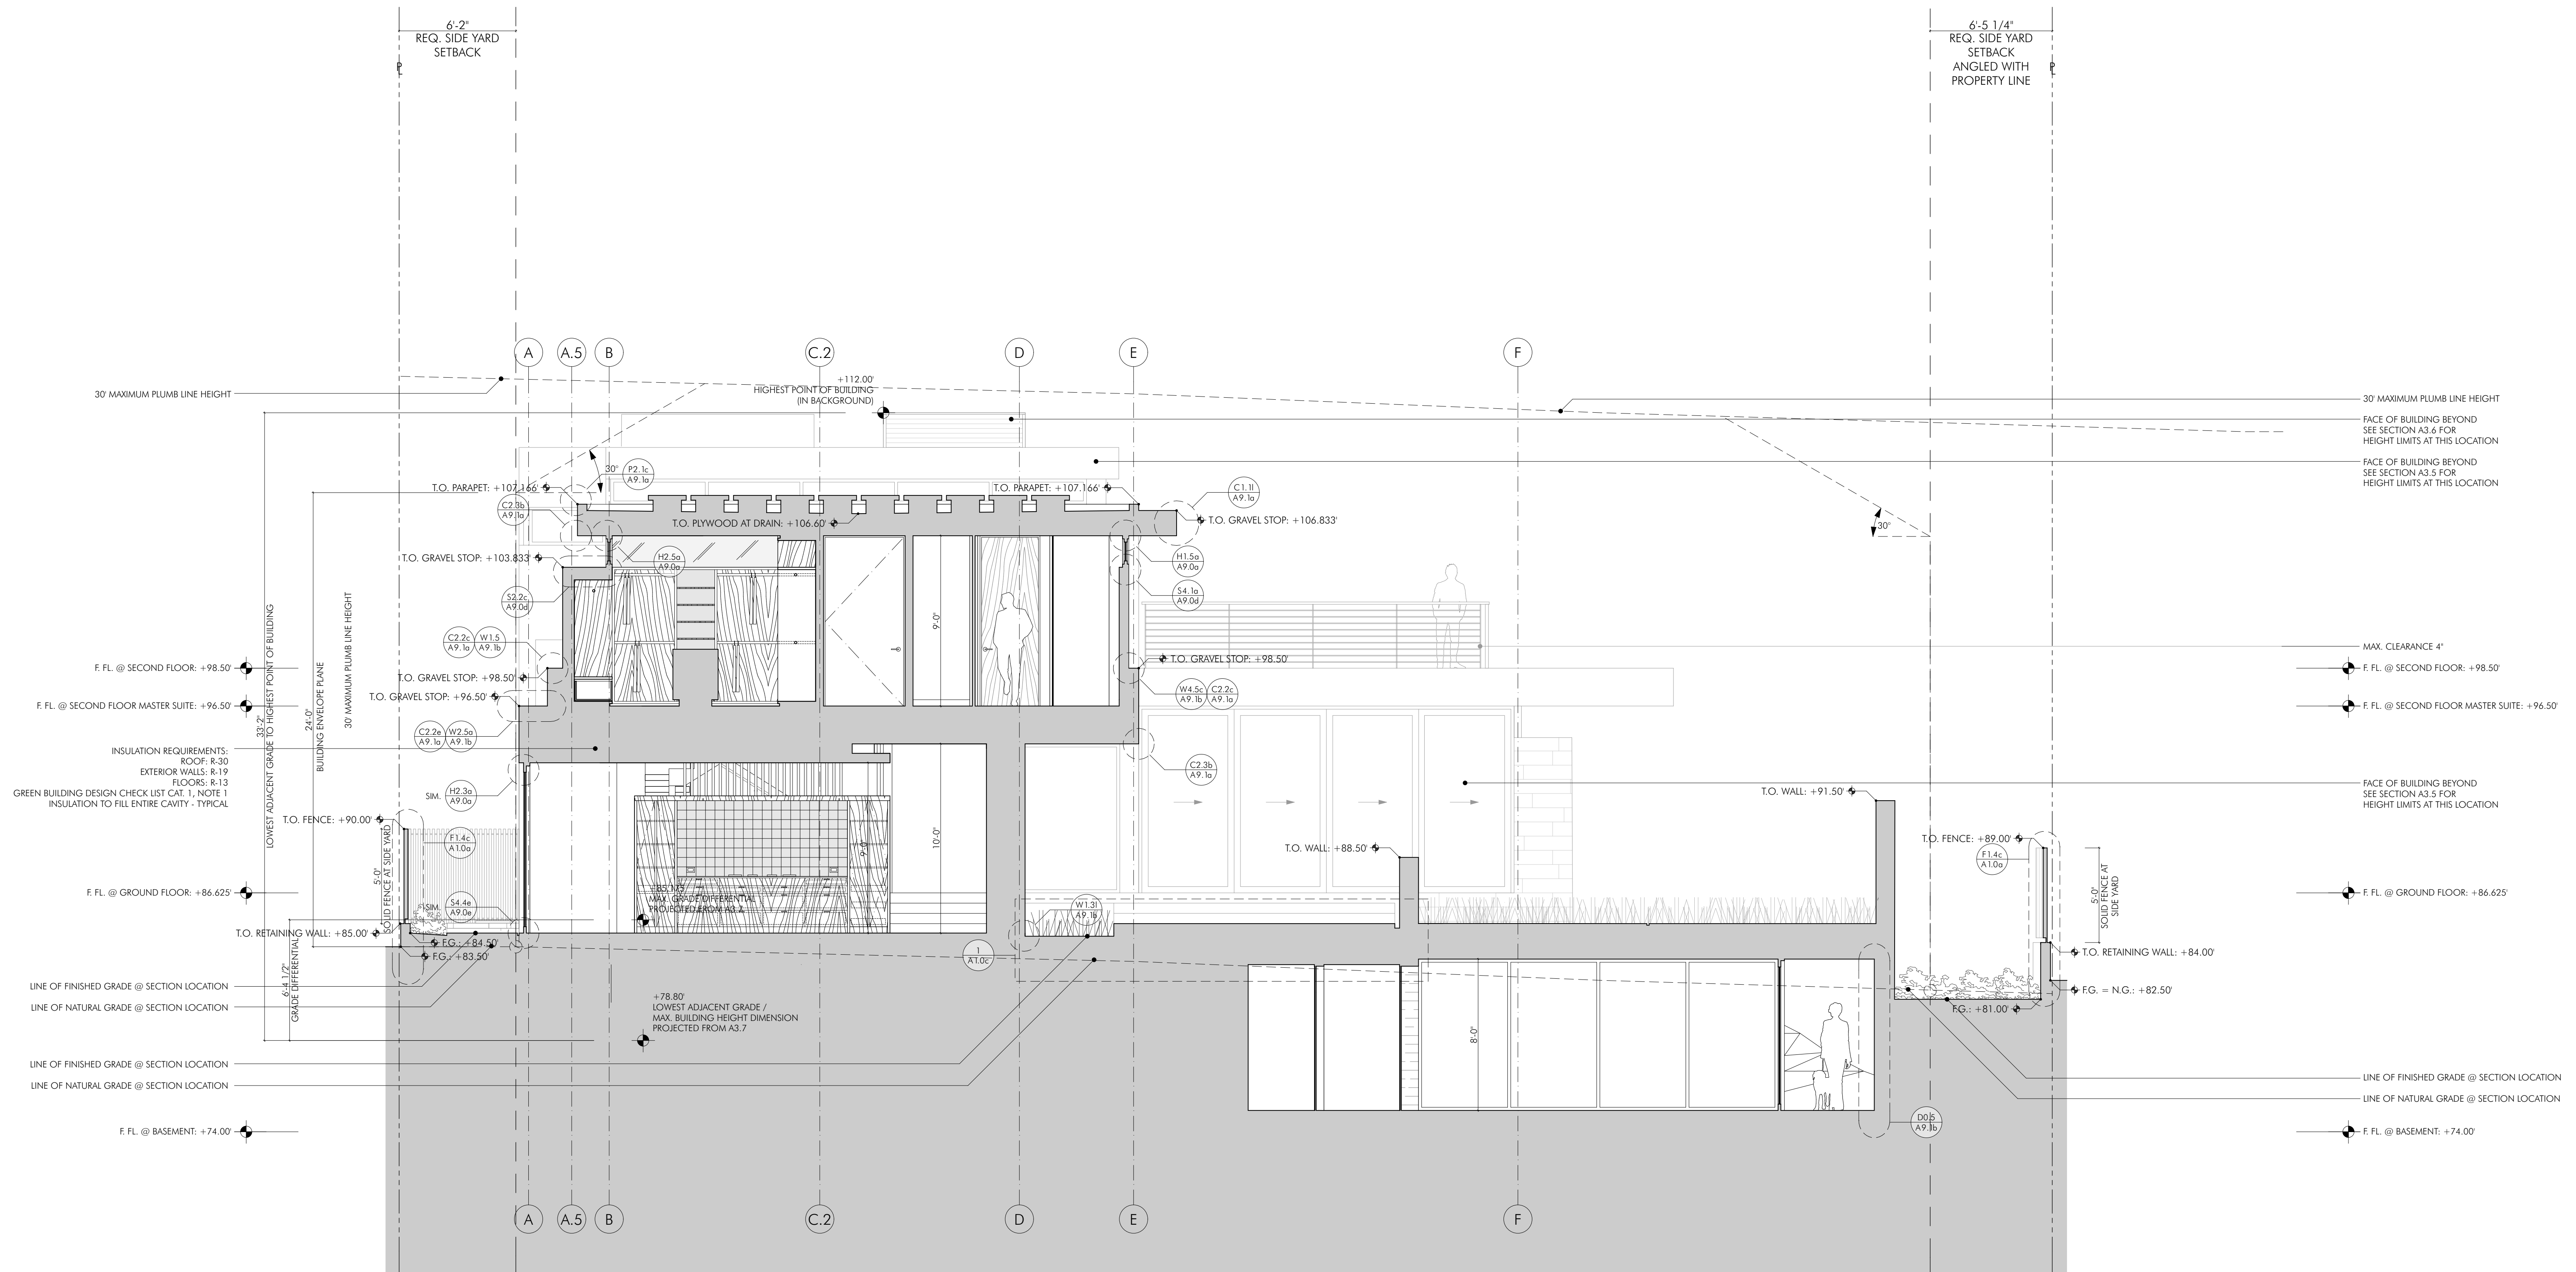 6'-2"
REQ. SIDE YARD
SETBACK
6'-5 1/4"
REQ. SIDE YARD
SETBACK
ANGLED WITH
PROPERTY LINE
A
A.5
B
C.2
D
E
F
30' MAXIMUM PLUMB LINE HEIGHT
+112.00'
HIGHEST POINT OF BUILDING
(IN BACKGROUND)
30' MAXIMUM PLUMB LINE HEIGHT
FACE OF BUILDING BEYOND
SEE SECTION A3.6 FOR
HEIGHT LIMITS AT THIS LOCATION
FACE OF BUILDING BEYOND
SEE SECTION A3.5 FOR
HEIGHT LIMITS AT THIS LOCATION
30°
P2.1c
A9.1a
T.O. PARAPET: +107.166'
T.O. PARAPET: +107.166'
C1.1l
A9.1a
C2.3b
A9.1a
T.O. PLYWOOD AT DRAIN: +106.60'
T.O. GRAVEL STOP: +106.833'
30°
T.O. GRAVEL STOP: +103.833'
H2.5a
A9.0a
H1.5a
A9.0a
S2.2c
A9.0d
S4.1a
A9.0d
9'-0"
C2.2c
A9.1a
W1.5
A9.1b
MAX. CLEARANCE 4"
F. FL. @ SECOND FLOOR: +98.50'
T.O. GRAVEL STOP: +98.50'
T.O. GRAVEL STOP: +98.50'
F. FL. @ SECOND FLOOR: +98.50'
T.O. GRAVEL STOP: +96.50'
W4.5c
A9.1b
C2.2c
A9.1a
F. FL. @ SECOND FLOOR MASTER SUITE: +96.50'
F. FL. @ SECOND FLOOR MASTER SUITE: +96.50'
33'-2"
LOWEST ADJACENT GRADE TO HIGHEST POINT OF BUILDING
24'-0"
BUILDING ENVELOPE PLANE
30' MAXIMUM PLUMB LINE HEIGHT
C2.2e
A9.1a
W2.5a
A9.1b
INSULATION REQUIREMENTS:
ROOF: R-30
EXTERIOR WALLS: R-19
FLOORS: R-13
GREEN BUILDING DESIGN CHECK LIST CAT. 1, NOTE 1
INSULATION TO FILL ENTIRE CAVITY - TYPICAL
C2.3b
A9.1a
FACE OF BUILDING BEYOND
SEE SECTION A3.5 FOR
HEIGHT LIMITS AT THIS LOCATION
SIM.
H2.3a
A9.0a
T.O. WALL: +91.50'
T.O. FENCE: +90.00'
F1.4c
A1.0a
5'-0"
SOLID FENCE AT SIDE YARD
9'-0"
10'-0"
T.O. WALL: +88.50'
T.O. FENCE: +89.00'
F1.4c
A1.0a
5'-0"
SOLID FENCE AT
SIDE YARD
F. FL. @ GROUND FLOOR: +86.625'
+85.175'
MAX. GRADE DIFFERENTIAL
PROJECTED FROM A3.7
F. FL. @ GROUND FLOOR: +86.625'
SIM.
S4.4e
A9.0e
W1.3l
A9.1b
T.O. RETAINING WALL: +85.00'
F.G.: +84.50'
F.G.: +83.50'
1
A1.0c
T.O. RETAINING WALL: +84.00'
6'-4 1/2"
GRADE DIFFERENTIAL
LINE OF FINISHED GRADE @ SECTION LOCATION
LINE OF NATURAL GRADE @ SECTION LOCATION
+78.80'
LOWEST ADJACENT GRADE /
MAX. BUILDING HEIGHT DIMENSION
PROJECTED FROM A3.7
F.G. = N.G.: +82.50'
F.G.: +81.00'
8'-0"
LINE OF FINISHED GRADE @ SECTION LOCATION
LINE OF NATURAL GRADE @ SECTION LOCATION
LINE OF FINISHED GRADE @ SECTION LOCATION
LINE OF NATURAL GRADE @ SECTION LOCATION
D0.5
A9.1b
F. FL. @ BASEMENT: +74.00'
F. FL. @ BASEMENT: +74.00'
A
A.5
B
C.2
D
E
F